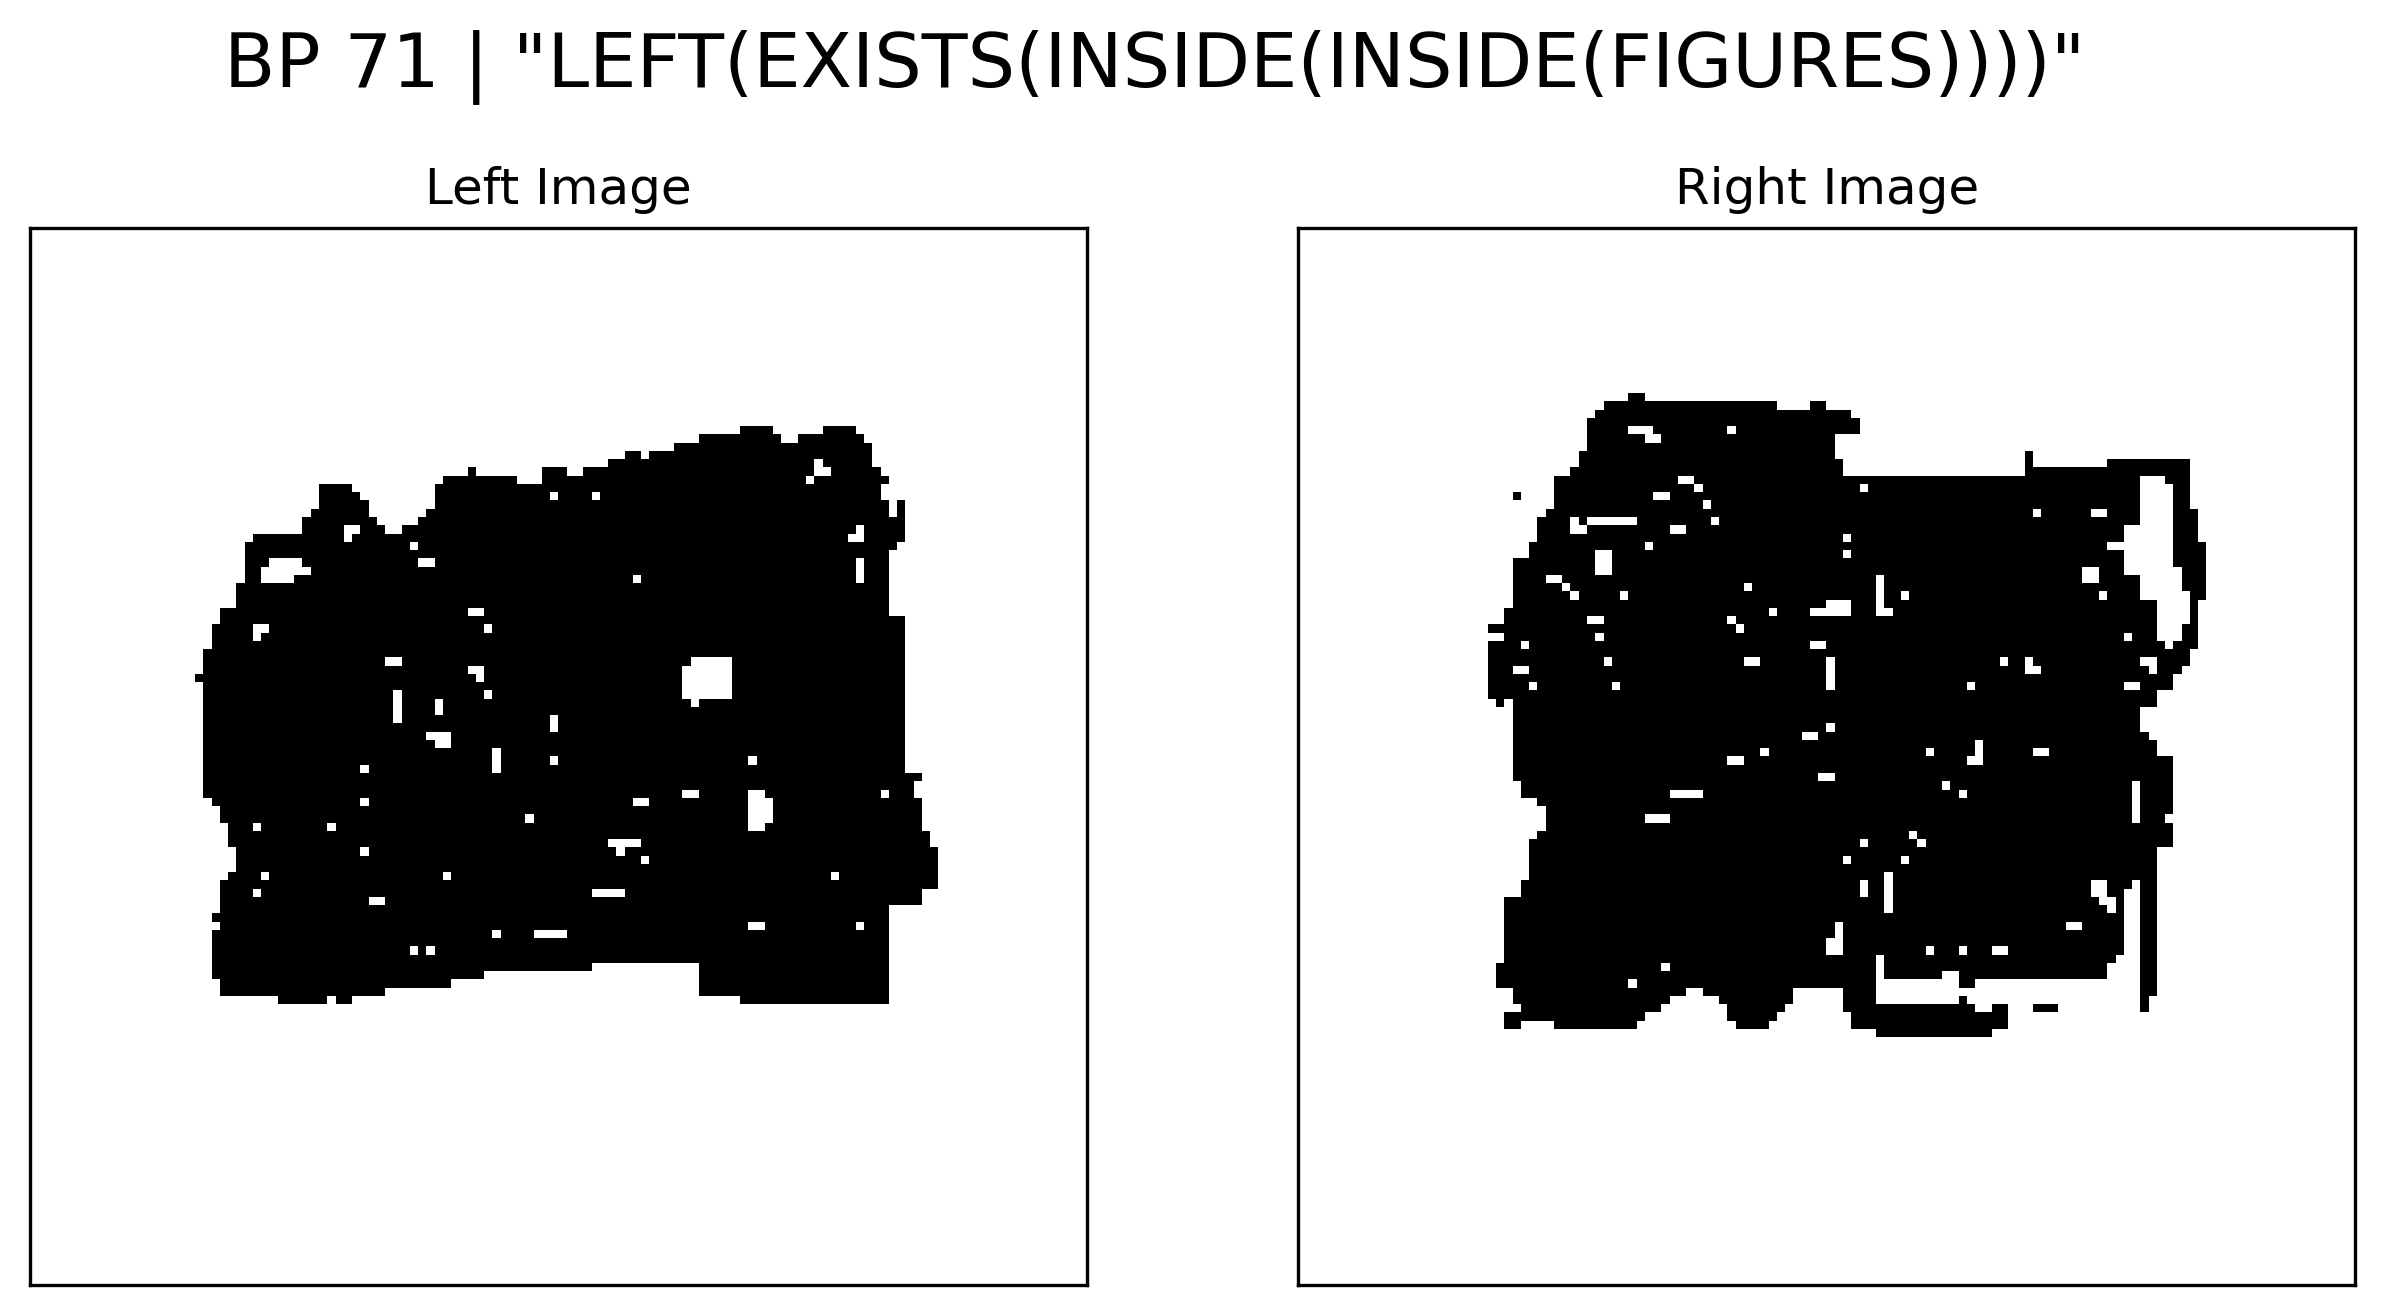 BP 71 | "LEFT(EXISTS(INSIDE(INSIDE(FIGURES))))"
Left Image
Right Image